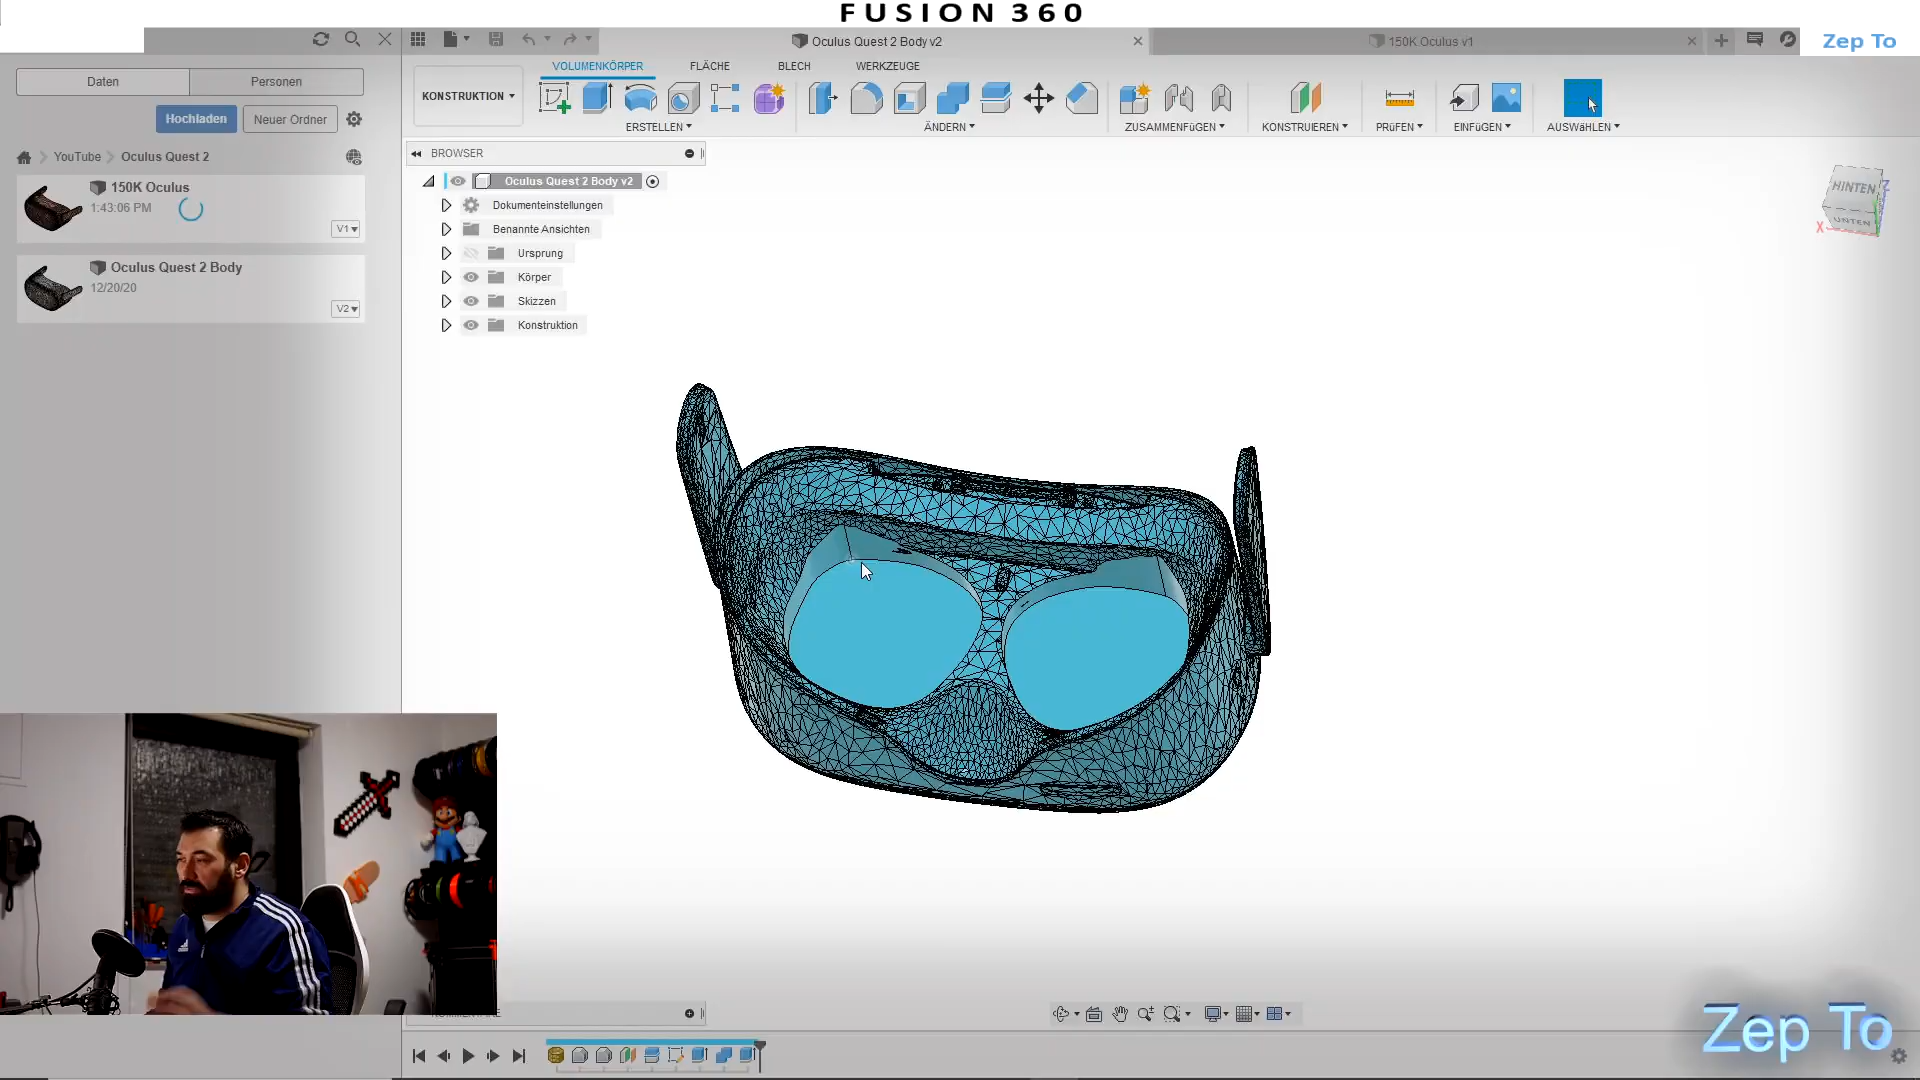 FUSION 360
Oculus Quest 2 Body v2
150K Oculus v1
Zep To
Daten
Personen
VOLUMENKÖRPER
FLÄCHE
BLECH
WERKZEUGE
KONSTRUKTION
Hochladen
Neuer Ordner
ERSTELLEN
ÄNDERN
ZUSAMMENFüGEN
KONSTRUIEREN
PRüFEN
EINFüGEN
AUSWäHLEN
YouTube
Oculus Quest 2
BROWSER
150K Oculus
1:43:06 PM
V1
Oculus Quest 2 Body
12/20/20
V2
Oculus Quest 2 Body v2
Dokumenteinstellungen
Benannte Ansichten
Ursprung
Körper
Skizzen
Konstruktion
HINTEN
UNTEN
X
Z
Zep To